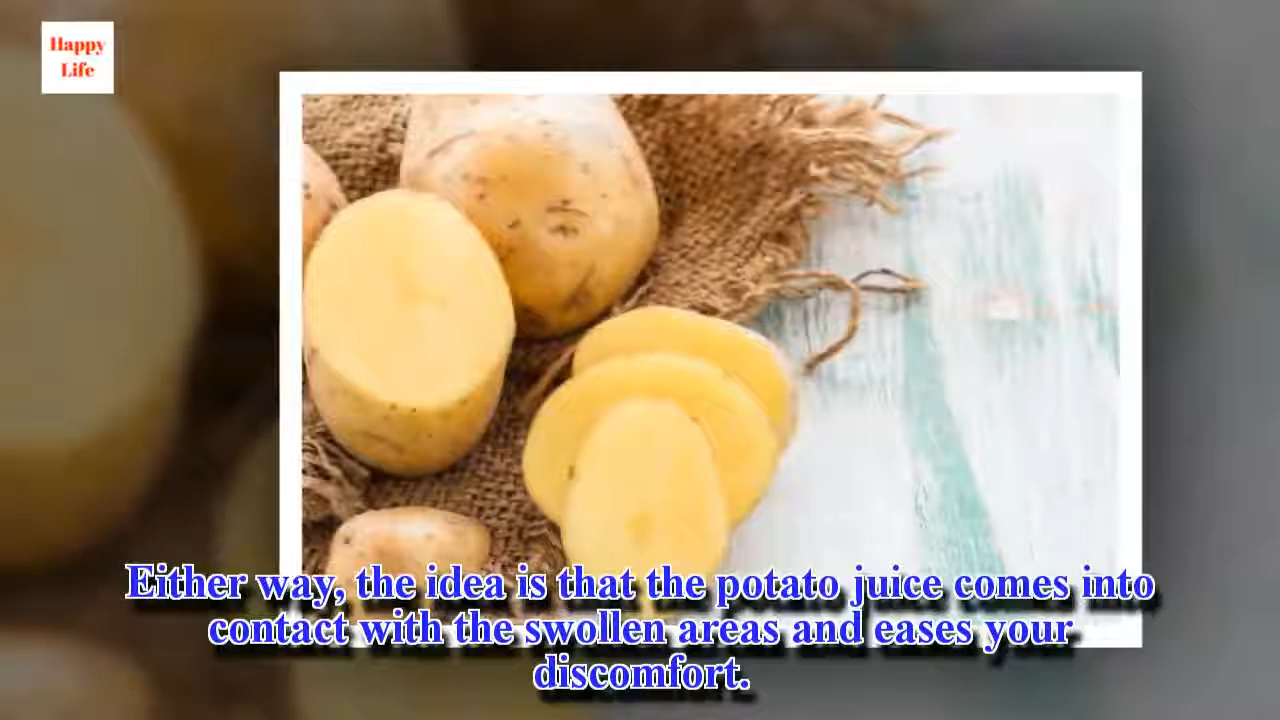 Happy
Life
Either way, the idea is that the potato juice comes into
contact with the swollen areas and eases your
discomfort.